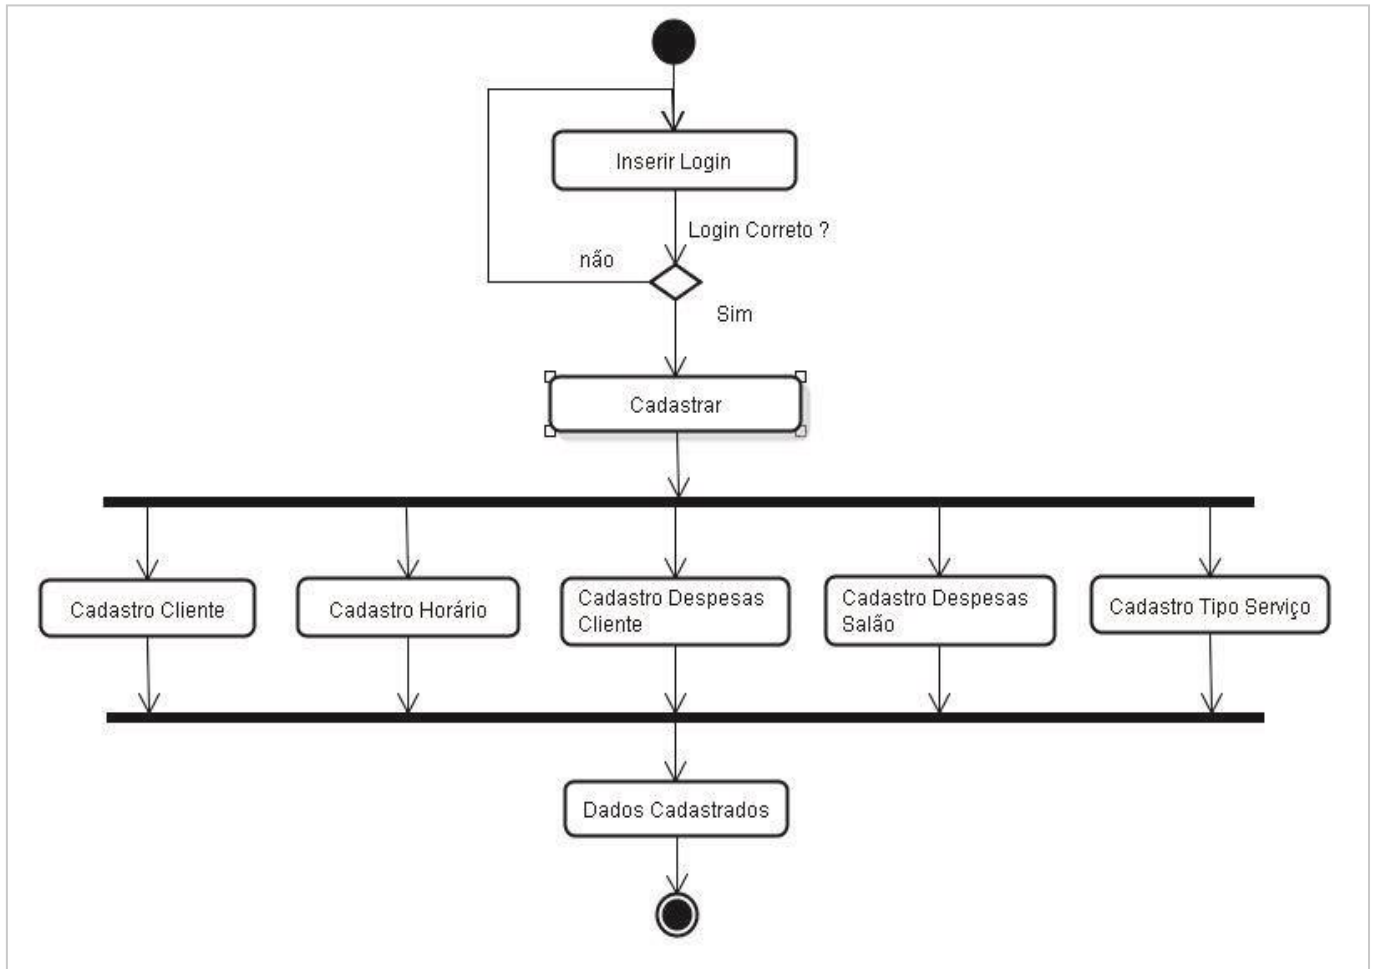 Inserir Login
Login Correto ?
não
Sim
Cadastrar
Cadastro Cliente
Cadastro Horário
Cadastro Despesas
Cliente
Cadastro Despesas
Salão
Cadastro Tipo Serviço
Dados Cadastrados